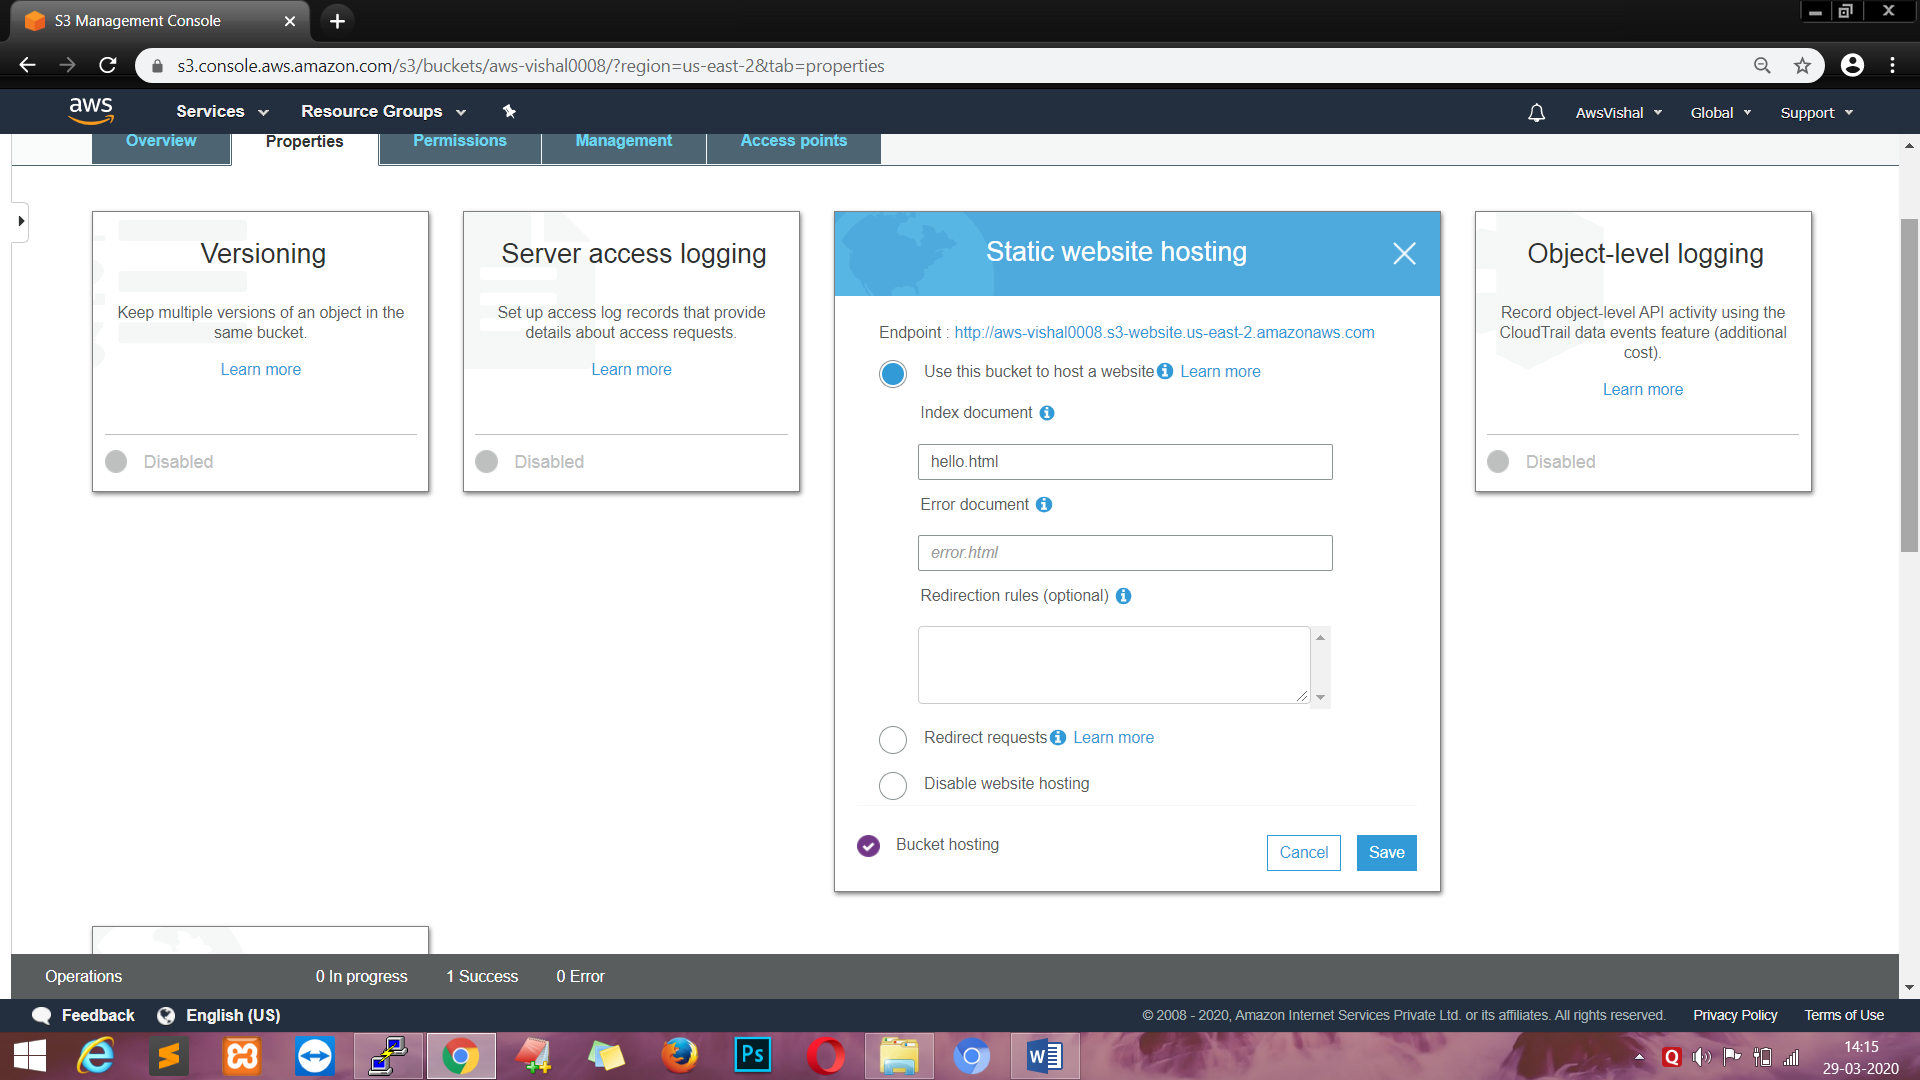 S3 Management Console
s3.console.aws.amazon.com/s3/buckets/aws-vishal0008/?region=us-east-2&tab=properties
aws Services Resource Groups AwsVishal Global Support
Overview Properties Permissions Management Access points
Versioning
Keep multiple versions of an object in the
same bucket.
Learn more
Disabled
Server access logging
Set up access log records that provide
details about access requests.
Learn more
Disabled
Static website hosting
Endpoint : http://aws-vishal0008.s3-website.us-east-2.amazonaws.com
Use this bucket to host a website Learn more
Index document
hello.html
Error document
error.html
Redirection rules (optional)
Redirect requests Learn more
Disable website hosting
Bucket hosting
Cancel Save
Object-level logging
Record object-level API activity using the
CloudTrail data events feature (additional
cost).
Learn more
Disabled
Operations 0 In progress 1 Success 0 Error
Feedback English (US) © 2008 - 2020, Amazon Internet Services Private Ltd. or its affiliates. All rights reserved. Privacy Policy Terms of Use
Ps
Q
14:15
29-03-2020